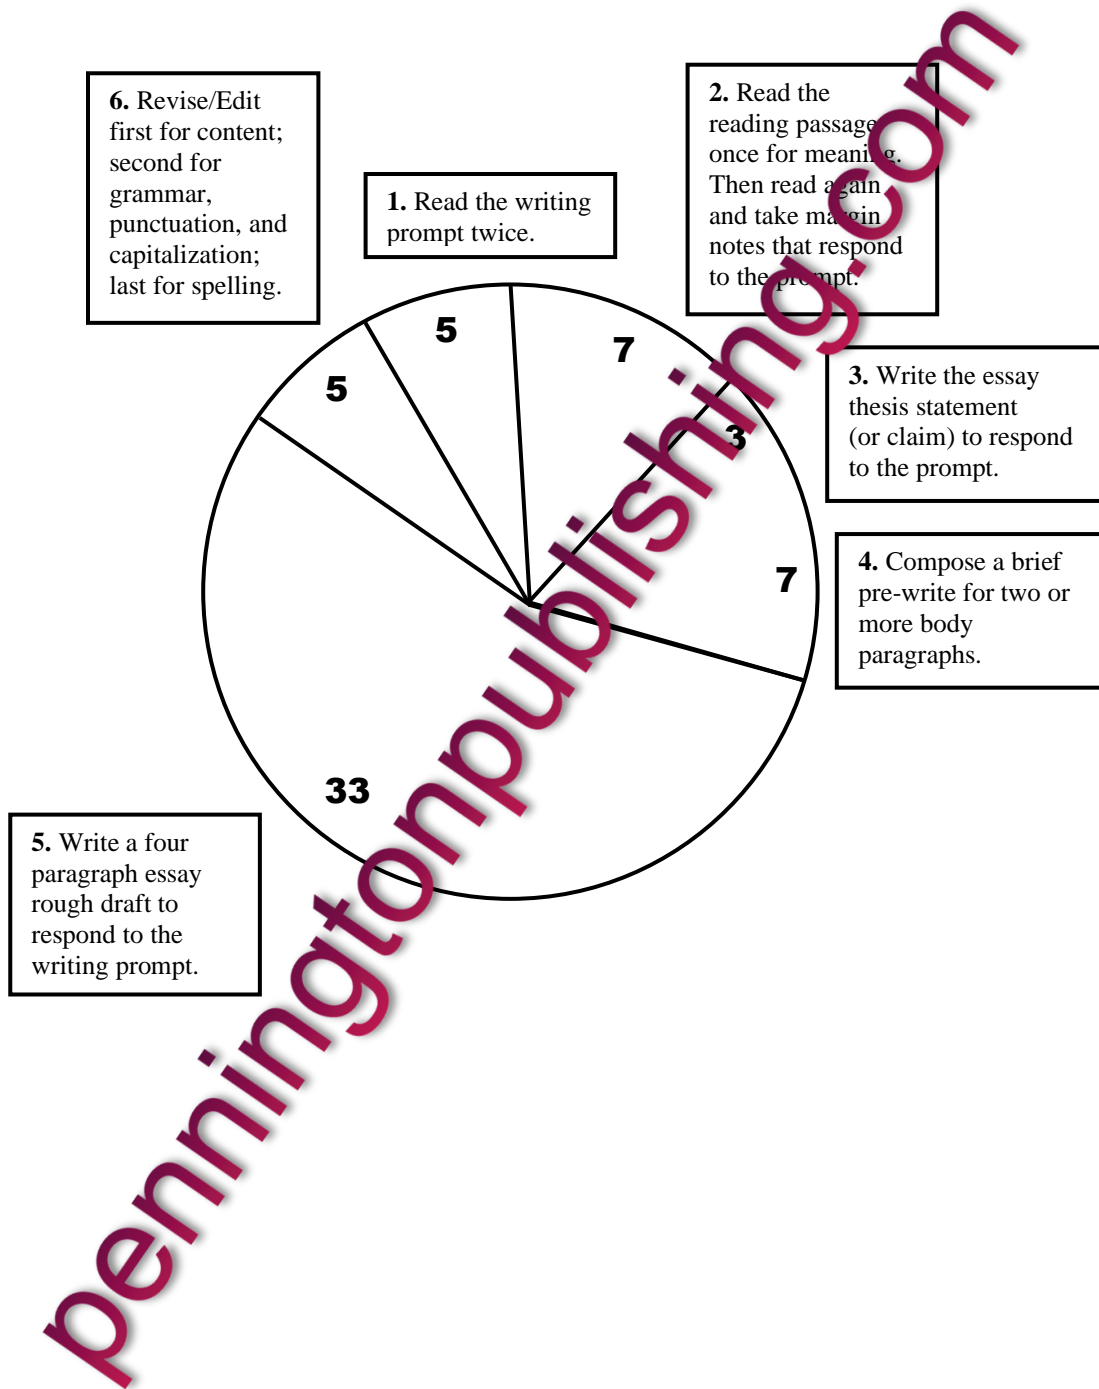 6. Revise/Edit
first for content;
second for
grammar,
punctuation, and
capitalization;
last for spelling.
1. Read the writing
prompt twice.
2. Read the
reading passage
once for meaning.
Then read again
and take margin
notes that respond
to the prompt.
3. Write the essay
thesis statement
(or claim) to respond
to the prompt.
4. Compose a brief
pre-write for two or
more body
paragraphs.
5. Write a four
paragraph essay
rough draft to
respond to the
writing prompt.
5
5
7
3
7
33
penningtonpublishing.com